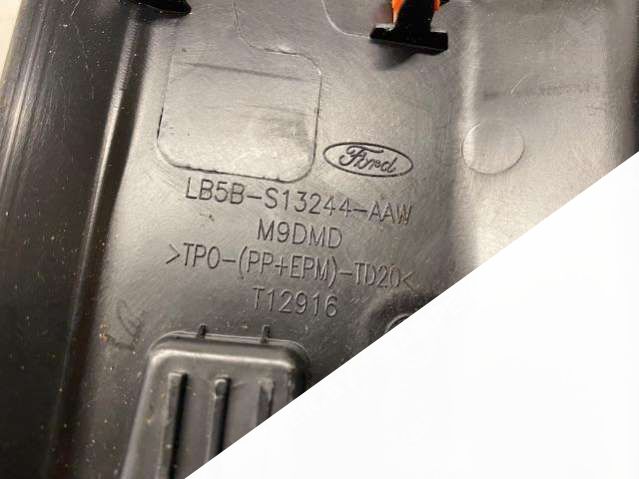 Ford
LB5B-S13244-AAW
M9DMD
>TPO-(PP+EPM)-TD20<
T12916